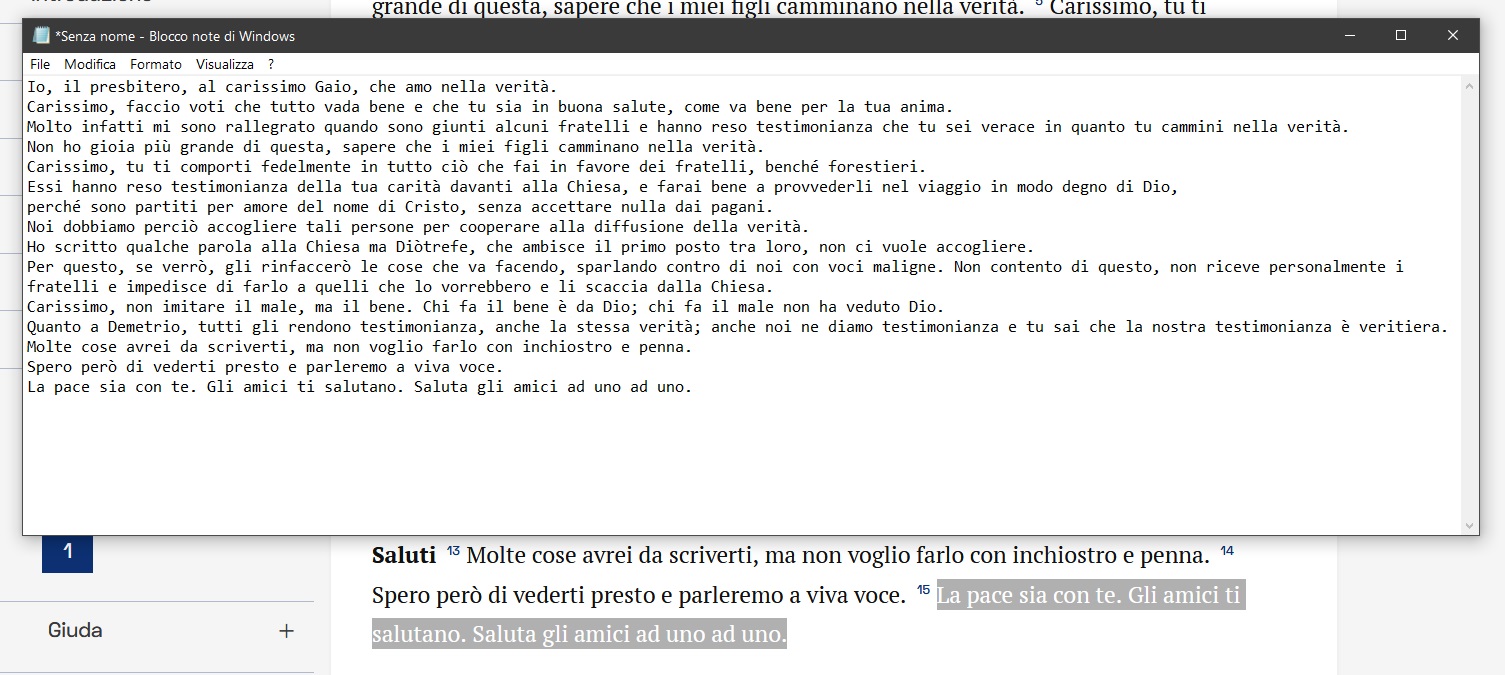 grande di questa, sapere che i miei figli camminano nella verità. 5 Carissimo, tu ti
*Senza nome - Blocco note di Windows
File Modifica Formato Visualizza ?
Io, il presbitero, al carissimo Gaio, che amo nella verità.
Carissimo, faccio voti che tutto vada bene e che tu sia in buona salute, come va bene per la tua anima.
Molto infatti mi sono rallegrato quando sono giunti alcuni fratelli e hanno reso testimonianza che tu sei verace in quanto tu cammini nella verità.
Non ho gioia più grande di questa, sapere che i miei figli camminano nella verità.
Carissimo, tu ti comporti fedelmente in tutto ciò che fai in favore dei fratelli, benché forestieri.
Essi hanno reso testimonianza della tua carità davanti alla Chiesa, e farai bene a provvederli nel viaggio in modo degno di Dio,
perché sono partiti per amore del nome di Cristo, senza accettare nulla dai pagani.
Noi dobbiamo perciò accogliere tali persone per cooperare alla diffusione della verità.
Ho scritto qualche parola alla Chiesa ma Diòtrefe, che ambisce il primo posto tra loro, non ci vuole accogliere.
Per questo, se verrò, gli rinfaccerò le cose che va facendo, sparlando contro di noi con voci maligne. Non contento di questo, non riceve personalmente i
fratelli e impedisce di farlo a quelli che lo vorrebbero e li scaccia dalla Chiesa.
Carissimo, non imitare il male, ma il bene. Chi fa il bene è da Dio; chi fa il male non ha veduto Dio.
Quanto a Demetrio, tutti gli rendono testimonianza, anche la stessa verità; anche noi ne diamo testimonianza e tu sai che la nostra testimonianza è veritiera.
Molte cose avrei da scriverti, ma non voglio farlo con inchiostro e penna.
Spero però di vederti presto e parleremo a viva voce.
La pace sia con te. Gli amici ti salutano. Saluta gli amici ad uno ad uno.
1
Saluti 13 Molte cose avrei da scriverti, ma non voglio farlo con inchiostro e penna. 14
Spero però di vederti presto e parleremo a viva voce. 15 La pace sia con te. Gli amici ti
salutano. Saluta gli amici ad uno ad uno.
Giuda +